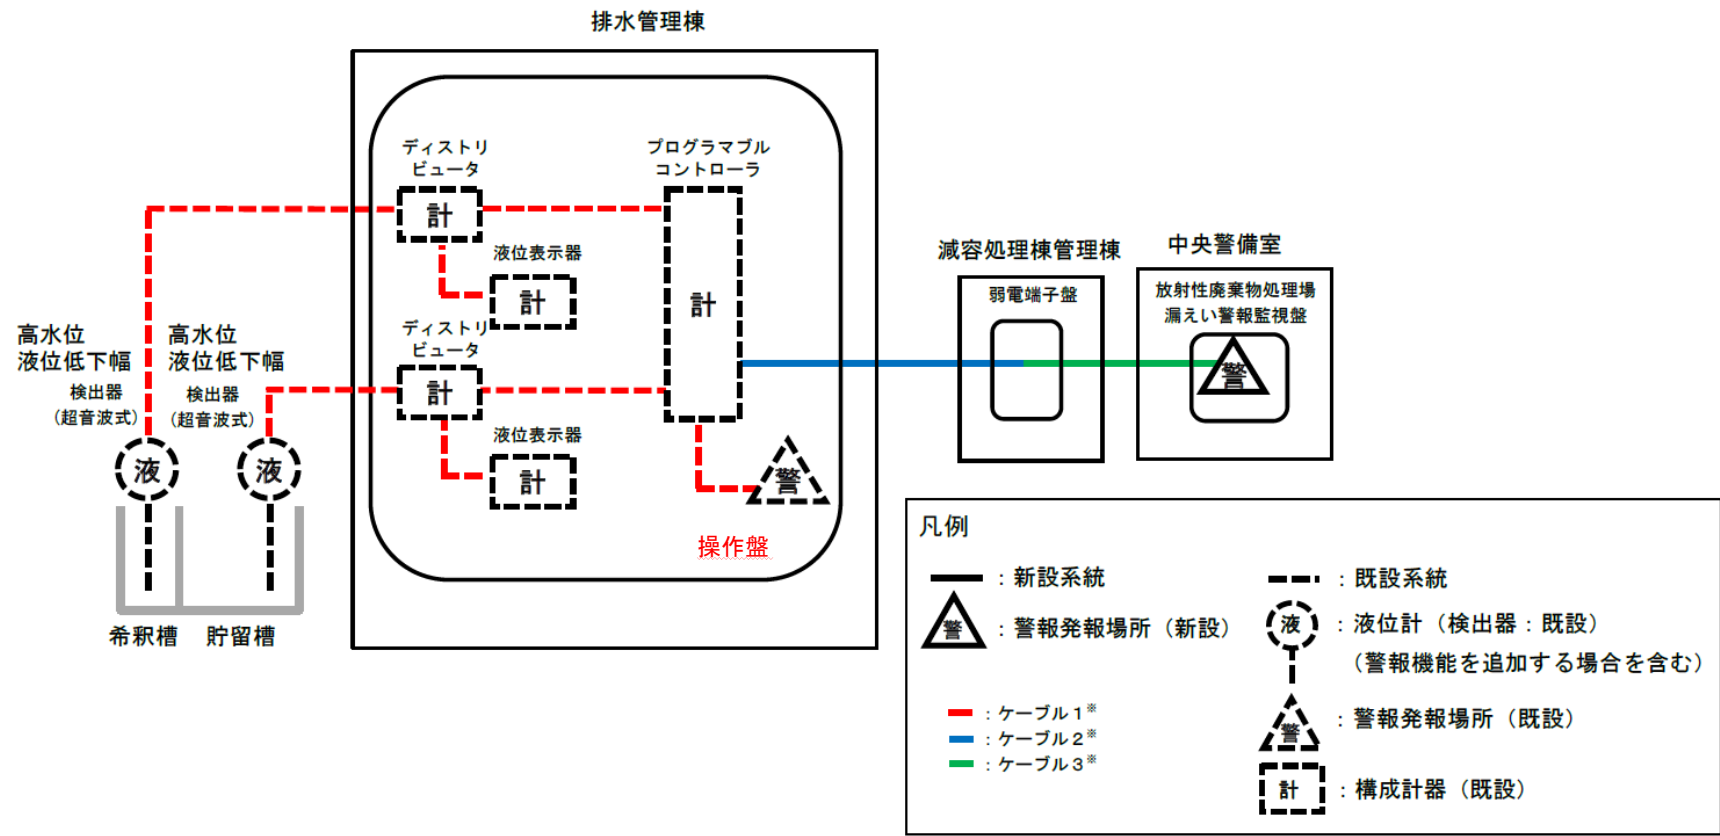 排水管理棟
ディストリ
ビュータ
計
プログラマブル
コントローラ
計
液位表示器
計
ディストリ
ビュータ
計
液位表示器
計
警
操作盤
高水位
液位低下幅
検出器
(超音波式)
高水位
液位低下幅
検出器
(超音波式)
液
液
希釈槽
貯留槽
減容処理棟管理棟
弱電端子盤
中央警備室
放射性廃棄物処理場
漏えい警報監視盤
警
凡例
：新設系統
警
：警報発報場所（新設）
：ケーブル１※
：ケーブル２※
：ケーブル３※
：既設系統
液
：液位計（検出器：既設）
（警報機能を追加する場合を含む）
警
：警報発報場所（既設）
計
：構成計器（既設）